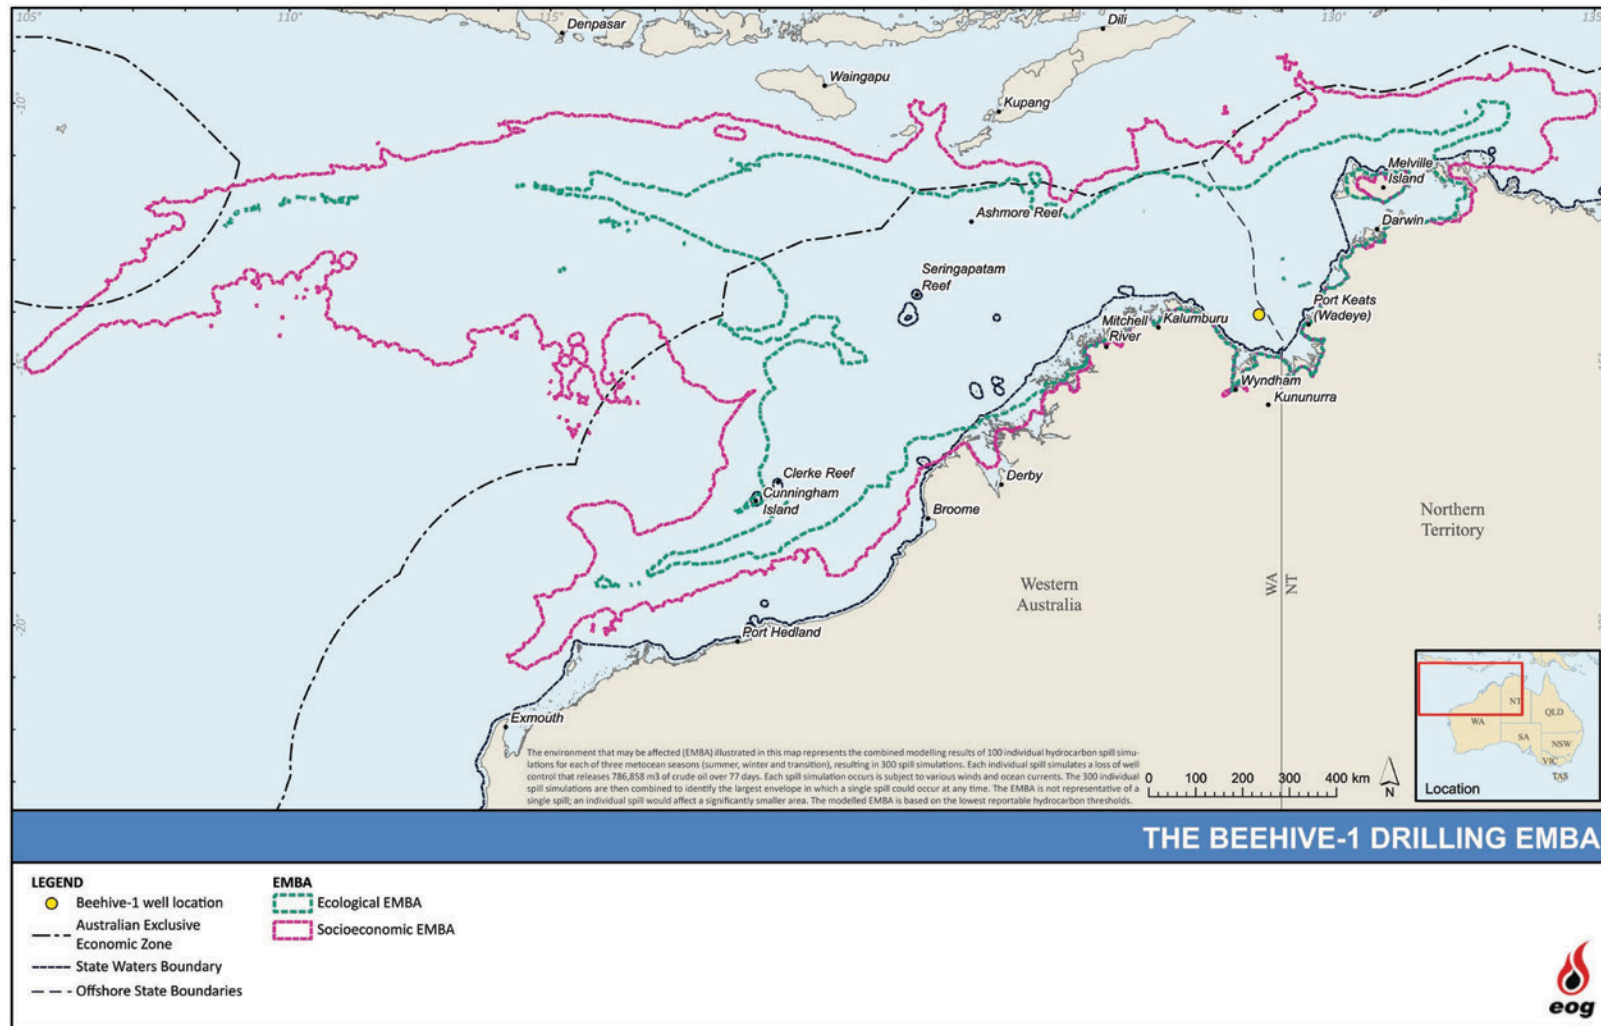 105°
110°
115°
120°
125°
130°
135°
Denpasar
Dili
Waingapu
-10°
Kupang
Melville
Island
Ashmore Reef
Darwin
Seringapatam
Reef
Port Keats
(Wadeye)
Mitchell
River
Kalumburu
-15°
Wyndham
Kununurra
Clerke Reef
Cunningham
Island
Derby
Broome
Northern
Territory
Western
Australia
WA
NT
-20°
Port Hedland
Exmouth
The environment that may be affected (EMBA) illustrated in this map represents the combined modelling results of 100 individual hydrocarbon spill simu-
lations for each of three metocean seasons (summer, winter and transition), resulting in 300 spill simulations. Each individual spill simulates a loss of well
control that releases 786,858 m3 of crude oil over 77 days. Each spill simulation occurs is subject to various winds and ocean currents. The 300 individual
spill simulations are then combined to identify the largest envelope in which a single spill could occur at any time. The EMBA is not representative of a
single spill; an individual spill would affect a significantly smaller area. The modelled EMBA is based on the lowest reportable hydrocarbon thresholds.
0 100 200 300 400 km
N
WA
NT
QLD
SA
NSW
VIC
TAS
Location
THE BEEHIVE-1 DRILLING EMBA
LEGEND
Beehive-1 well location
Australian Exclusive
Economic Zone
State Waters Boundary
Offshore State Boundaries
EMBA
Ecological EMBA
Socioeconomic EMBA
eog